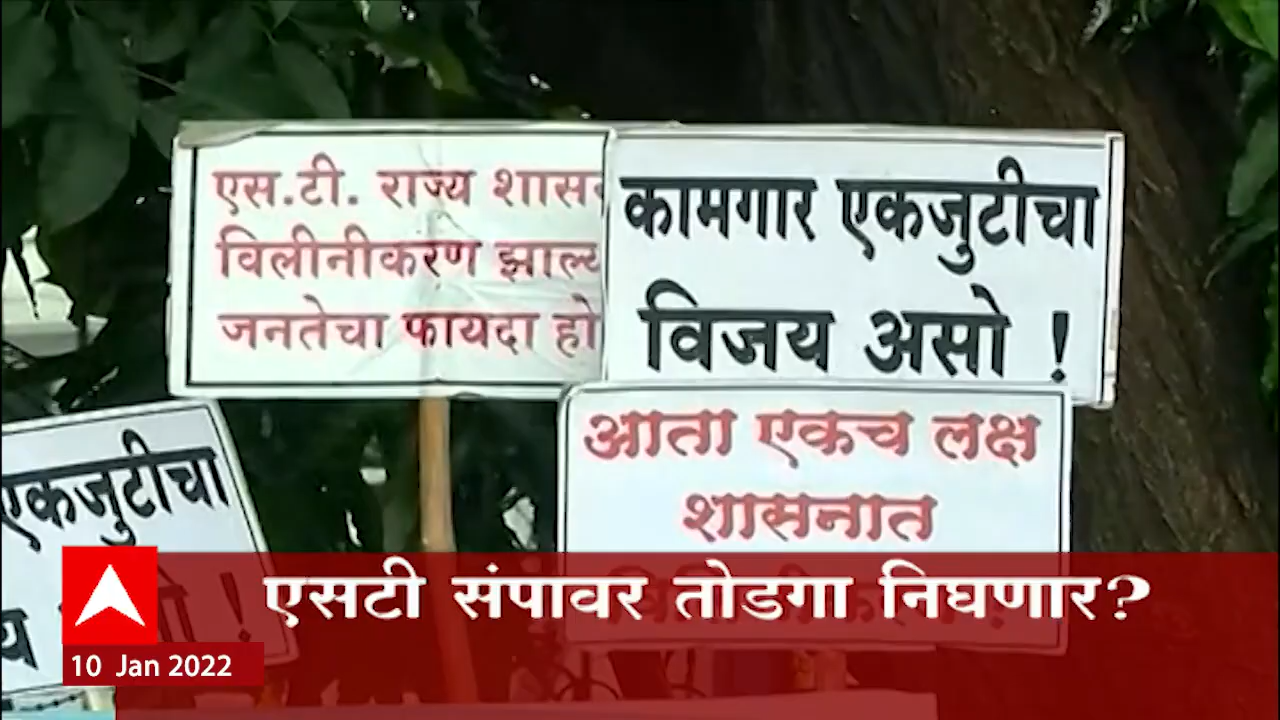 एस.टी. राज्य शासन
विलीनीकरण झाल्य
जनतेचा फायदा हो
कामगार एकजुटीचा
विजय असो !
आता एकच लक्ष
शासनात
एकजुटीचा
!
एसटी संपावर तोडगा निघणार?
10 Jan 2022